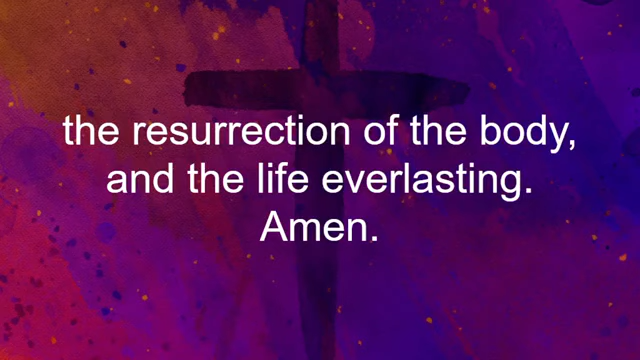 the resurrection of the body,
and the life everlasting.
Amen.